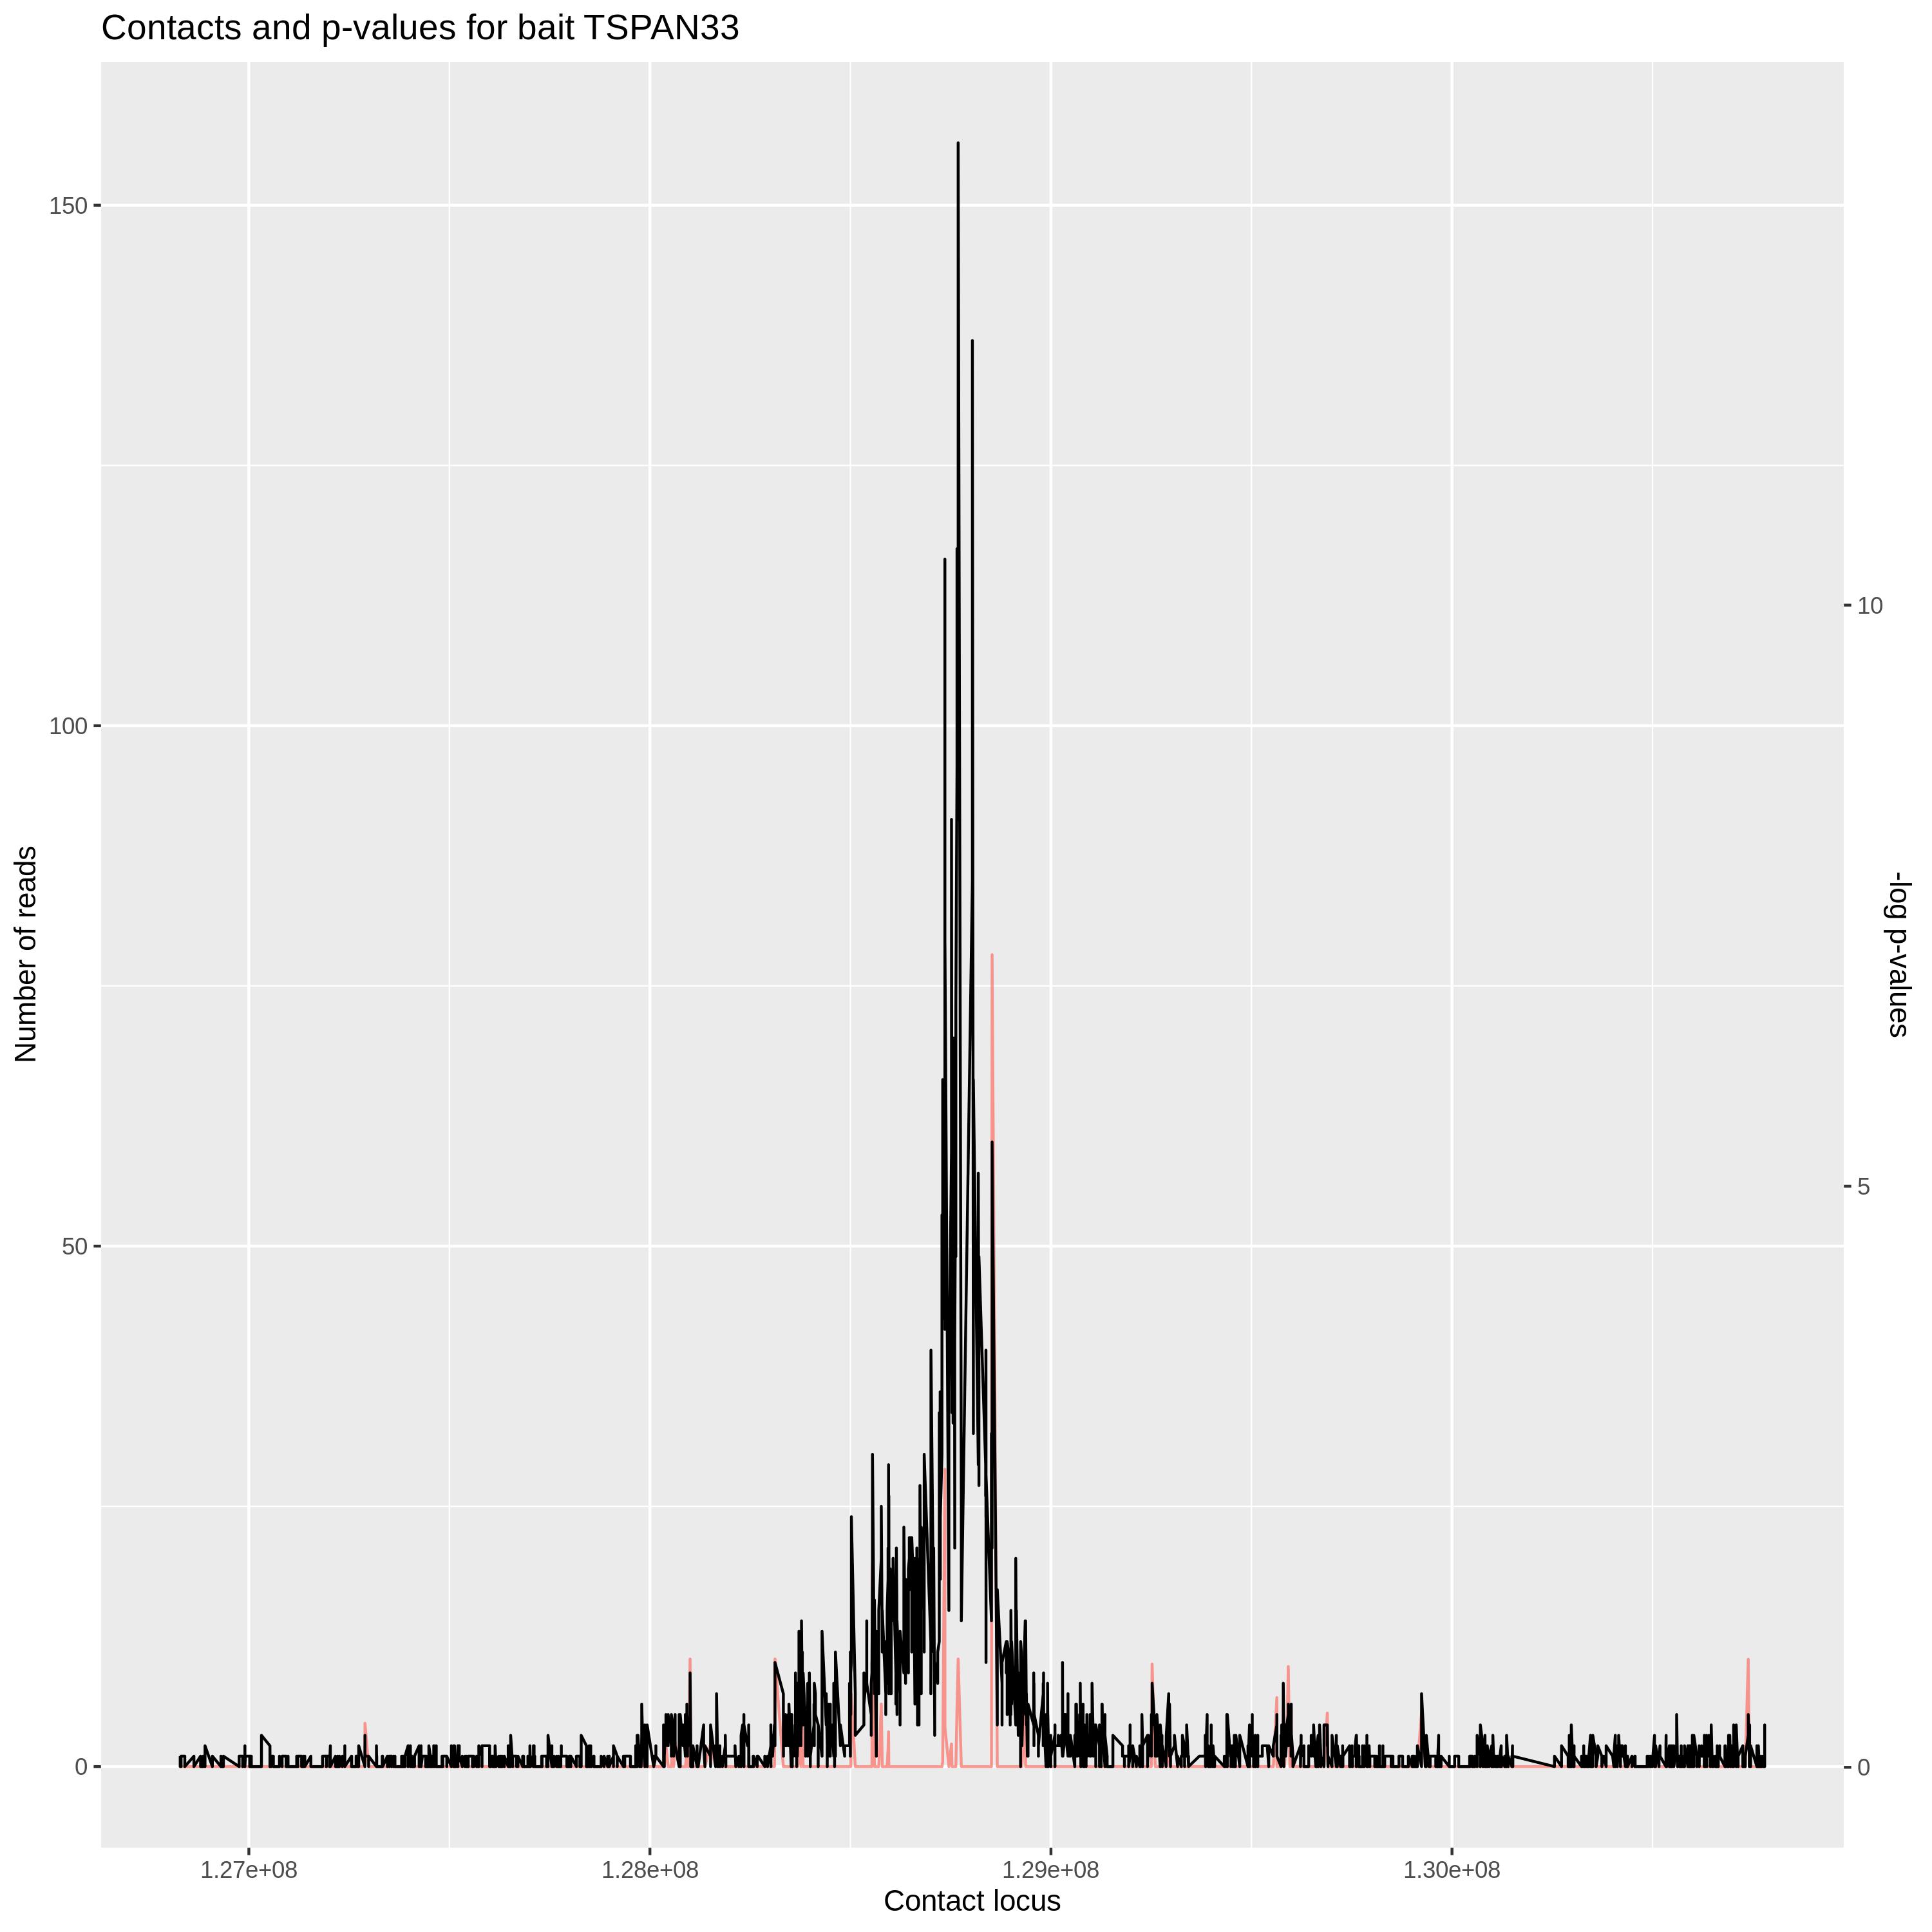 Contacts and p-values for bait TSPAN33
150
100
50
0
Number of reads
10
5
0
-log p-values
1.27e+08
1.28e+08
1.29e+08
1.30e+08
Contact locus